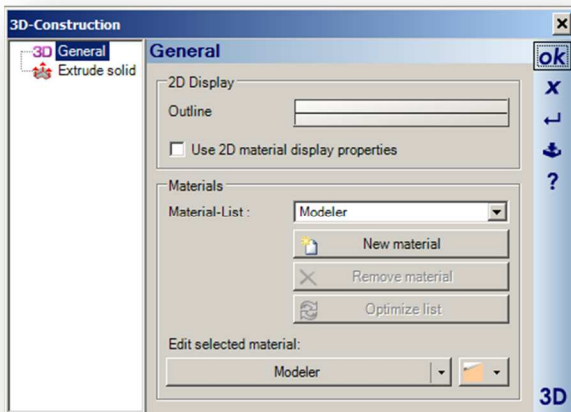 3D-Construction
3D General
Extrude solid
General
ok
x
?
2D Display
Outline
Use 2D material display properties
Materials
Material-List : Modeler
New material
Remove material
Optimize list
Edit selected material:
Modeler
3D